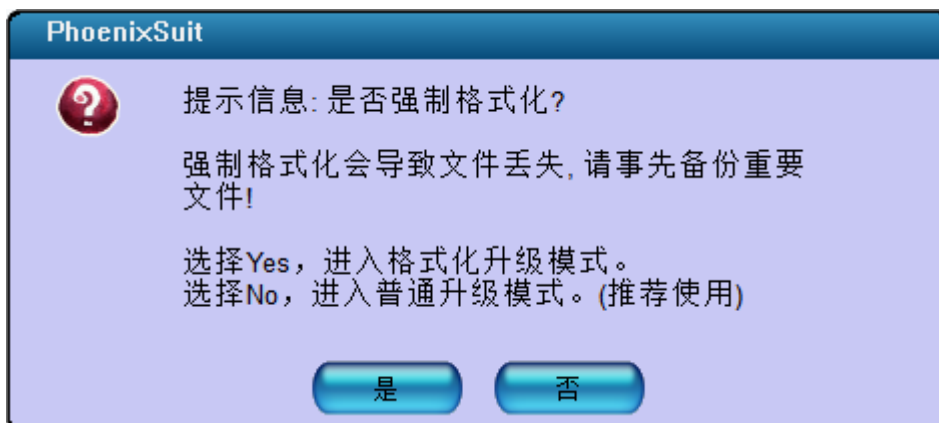 PhoenixSuit
提示信息: 是否强制格式化?
强制格式化会导致文件丢失, 请事先备份重要
文件!
选择Yes，进入格式化升级模式。
选择No，进入普通升级模式。(推荐使用)
是 否